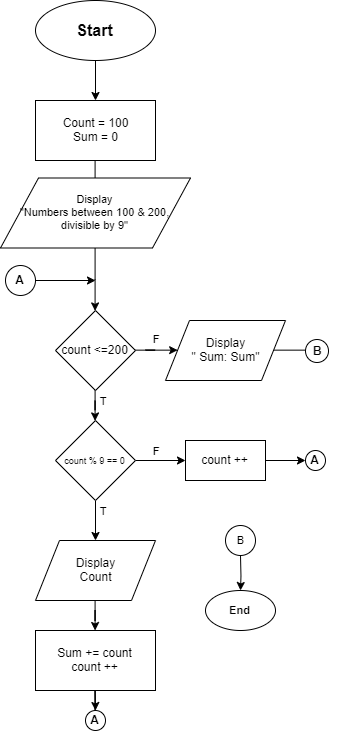 Start
Count = 100
Sum = 0
Display
"Numbers between 100 & 200,
divisible by 9"
A
count <=200
F
Display
" Sum: Sum"
B
T
count % 9 == 0
F
count ++
A
T
Display
Count
B
End
Sum += count
count ++
A